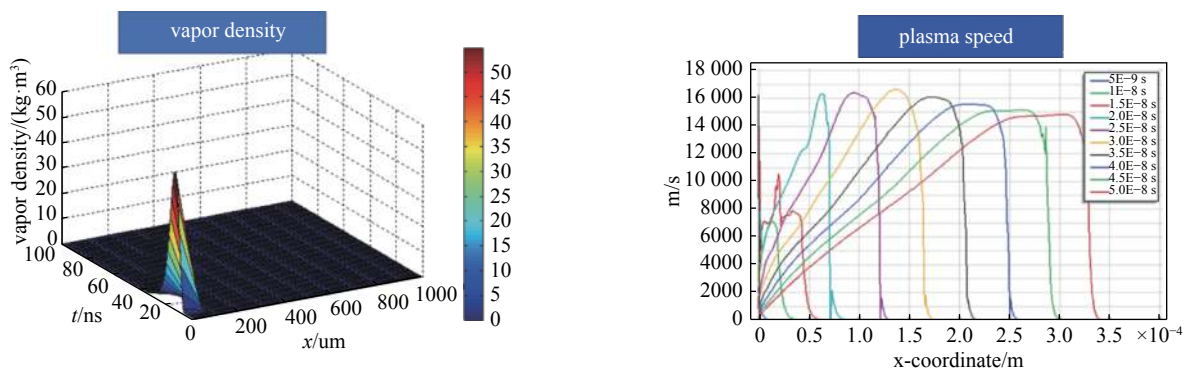 vapor density
vapor density/(kg·m³)
60
50
40
30
20
10
0
100
80
60
40
20
0
t/ns
200
400
600
800
1000
x/um
50
45
40
35
30
25
20
15
10
5
0
plasma speed
18 000
16 000
14 000
12 000
10 000
8000
6000
4000
2000
0
m/s
5E−9 s
1E−8 s
1.5E−8 s
2.0E−8 s
2.5E−8 s
3.0E−8 s
3.5E−8 s
4.0E−8 s
4.5E−8 s
5.0E−8 s
0 0.5 1.0 1.5 2.0 2.5 3.0 3.5 ×10⁻⁴
x-coordinate/m